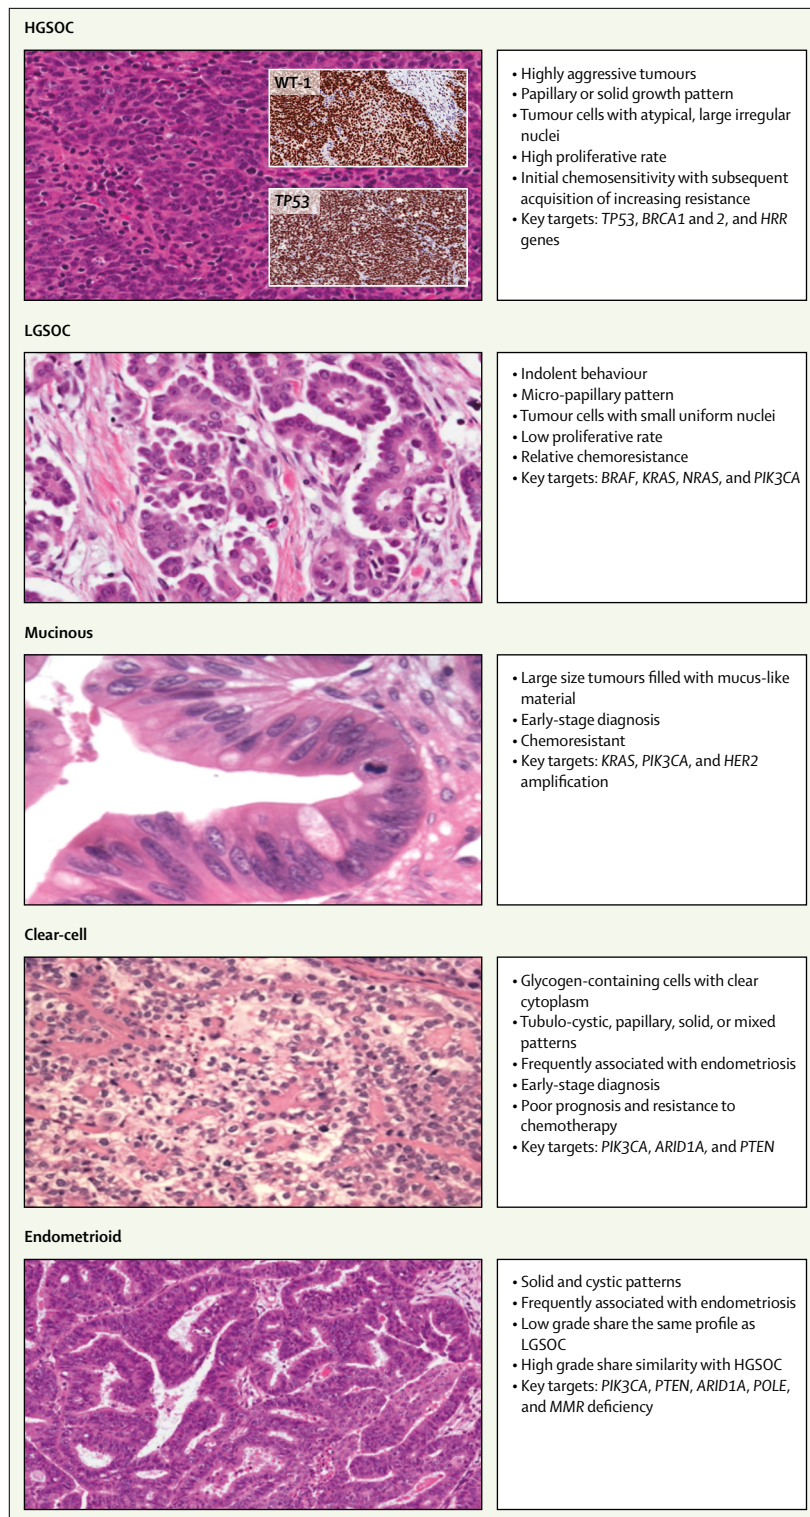 HGSOC
WT-1
TP53
• Highly aggressive tumours
• Papillary or solid growth pattern
• Tumour cells with atypical, large irregular
nuclei
• High proliferative rate
• Initial chemosensitivity with subsequent
acquisition of increasing resistance
• Key targets: TP53, BRCA1 and 2, and HRR
genes
LGSOC
• Indolent behaviour
• Micro-papillary pattern
• Tumour cells with small uniform nuclei
• Low proliferative rate
• Relative chemoresistance
• Key targets: BRAF, KRAS, NRAS, and PIK3CA
Mucinous
• Large size tumours filled with mucus-like
material
• Early-stage diagnosis
• Chemoresistant
• Key targets: KRAS, PIK3CA, and HER2
amplification
Clear-cell
• Glycogen-containing cells with clear
cytoplasm
• Tubulo-cystic, papillary, solid, or mixed
patterns
• Frequently associated with endometriosis
• Early-stage diagnosis
• Poor prognosis and resistance to
chemotherapy
• Key targets: PIK3CA, ARID1A, and PTEN
Endometrioid
• Solid and cystic patterns
• Frequently associated with endometriosis
• Low grade share the same profile as
LGSOC
• High grade share similarity with HGSOC
• Key targets: PIK3CA, PTEN, ARID1A, POLE,
and MMR deficiency